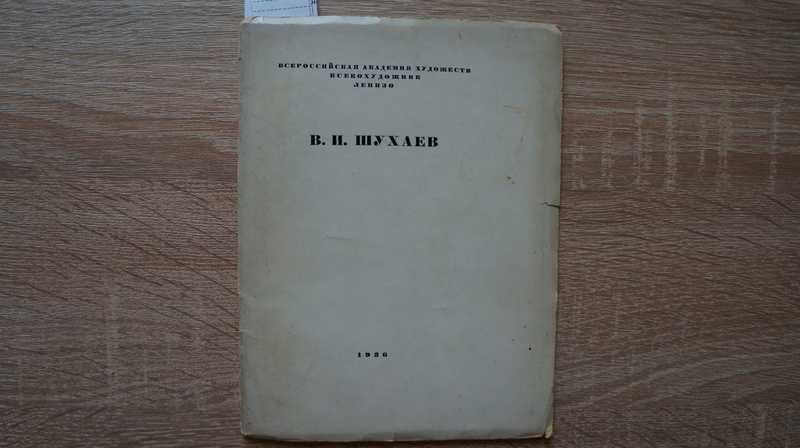 ВСЕРОССИЙСКАЯ АКАДЕМИЯ ХУДОЖЕСТВ
ВСЕКОХУДОЖНИК
ЛЕНИЗО
В. И. ШУХАЕВ
1936